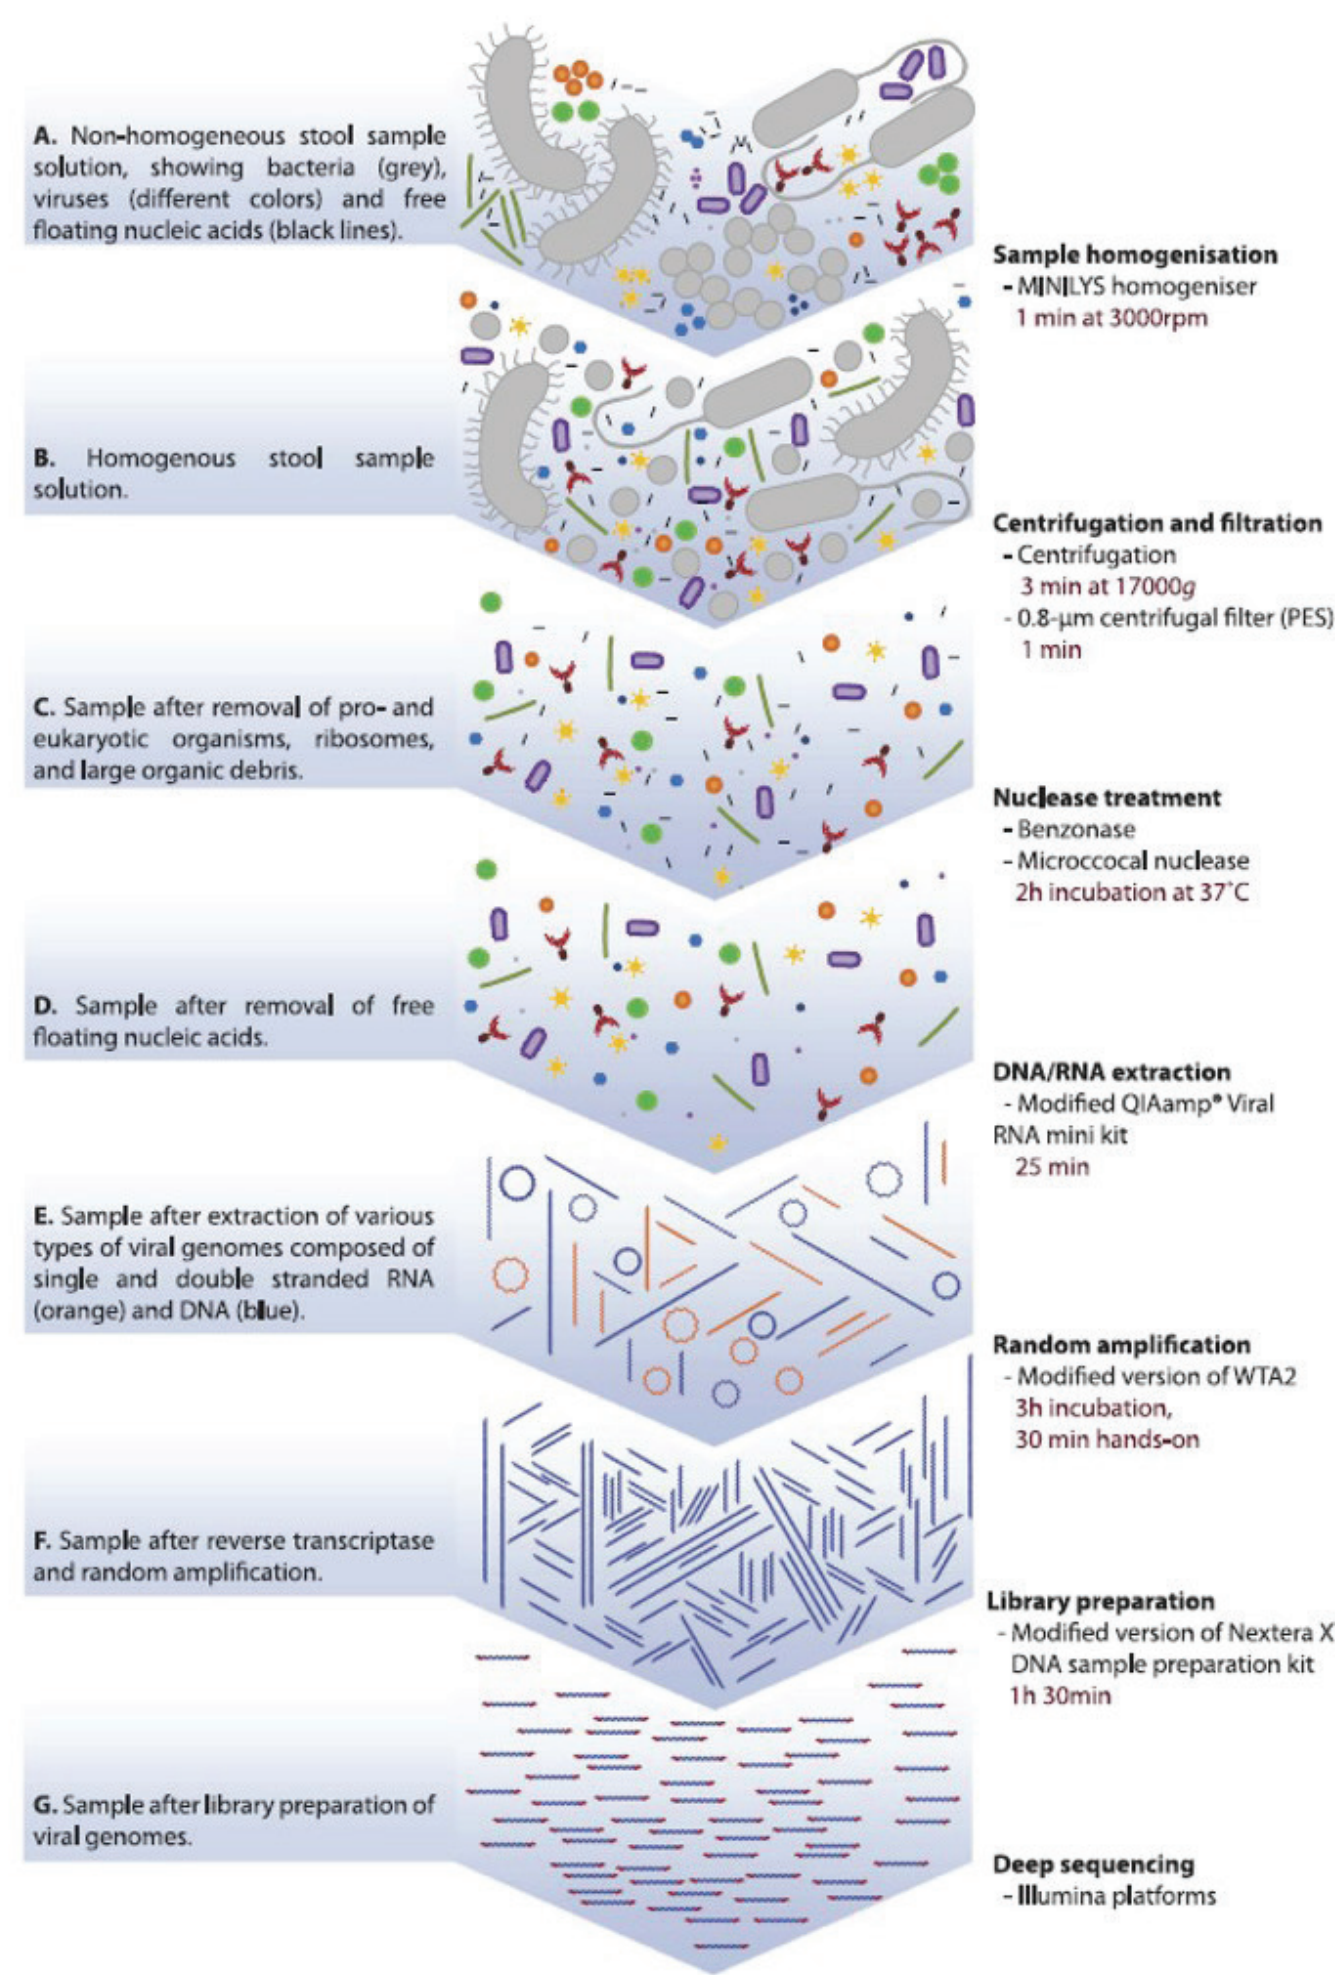 A. Non-homogeneous stool sample
solution, showing bacteria (grey),
viruses (different colors) and free
floating nucleic acids (black lines).
Sample homogenisation
- MINILYS homogeniser
1 min at 3000rpm
B. Homogenous stool sample
solution.
Centrifugation and filtration
- Centrifugation
3 min at 17000g
- 0.8-µm centrifugal filter (PES)
1 min
C. Sample after removal of pro- and
eukaryotic organisms, ribosomes,
and large organic debris.
Nuclease treatment
- Benzonase
- Microccocal nuclease
2h incubation at 37°C
D. Sample after removal of free
floating nucleic acids.
DNA/RNA extraction
- Modified QIAamp® Viral
RNA mini kit
25 min
E. Sample after extraction of various
types of viral genomes composed of
single and double stranded RNA
(orange) and DNA (blue).
Random amplification
- Modified version of WTA2
3h incubation,
30 min hands-on
F. Sample after reverse transcriptase
and random amplification.
Library preparation
- Modified version of Nextera X
DNA sample preparation kit
1h 30min
G. Sample after library preparation of
viral genomes.
Deep sequencing
- Illumina platforms